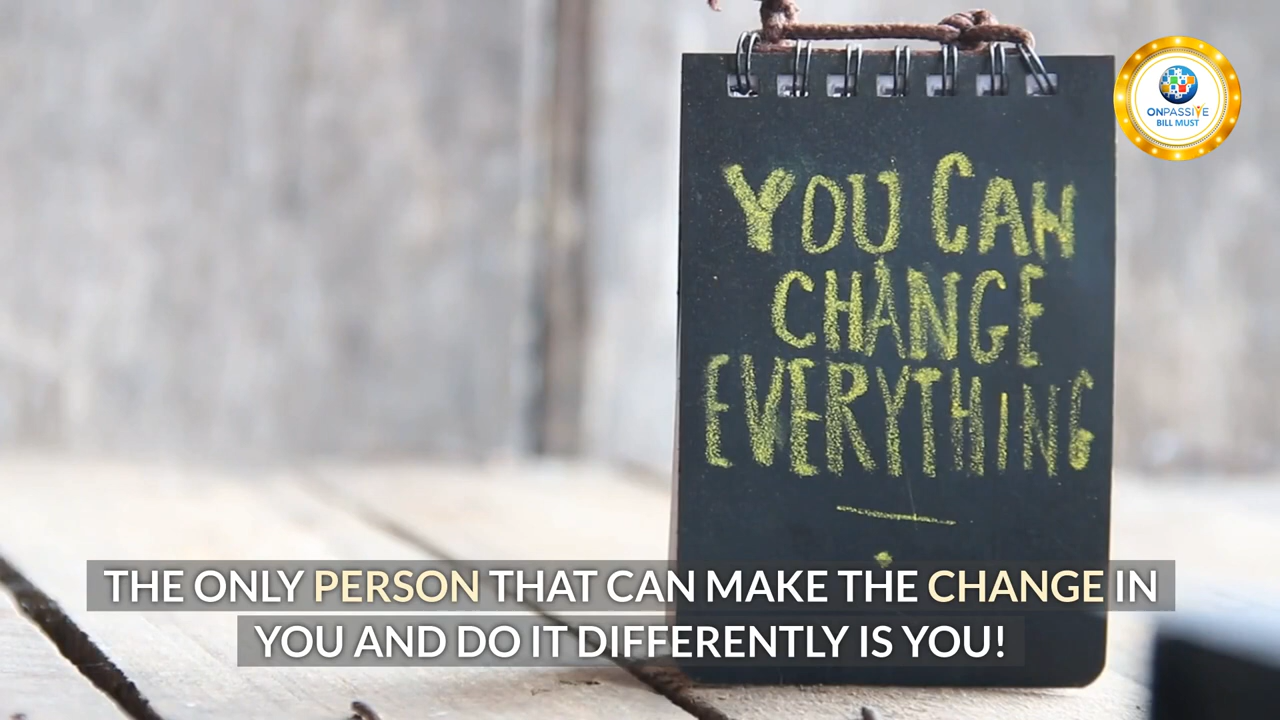 ONPASSIVE
BILL MUST
YOU CAN
CHANGE
EVERYTHING
THE ONLY PERSON THAT CAN MAKE THE CHANGE IN
YOU AND DO IT DIFFERENTLY IS YOU!